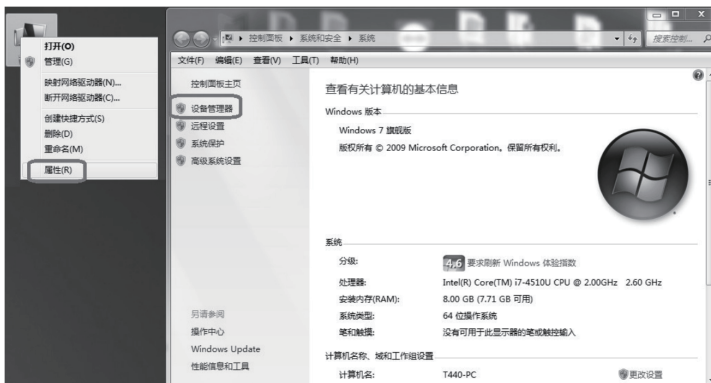 打开(O)
管理(G)
映射网络驱动器(N)...
断开网络驱动器(C)...
创建快捷方式(S)
删除(D)
重命名(M)
属性(R)
控制面板 ▸ 系统和安全 ▸ 系统
搜索控制...
文件(F) 编辑(E) 查看(V) 工具(T) 帮助(H)
控制面板主页
设备管理器
远程设置
系统保护
高级系统设置
另请参阅
操作中心
Windows Update
性能信息和工具
查看有关计算机的基本信息
Windows 版本
Windows 7 旗舰版
版权所有 © 2009 Microsoft Corporation。保留所有权利。
系统
分级: 4.6 要求刷新 Windows 体验指数
处理器: Intel(R) Core(TM) i7-4510U CPU @ 2.00GHz 2.60 GHz
安装内存(RAM): 8.00 GB (7.71 GB 可用)
系统类型: 64 位操作系统
笔和触摸: 没有可用于此显示器的笔或触控输入
计算机名称、域和工作组设置
计算机名: T440-PC 更改设置